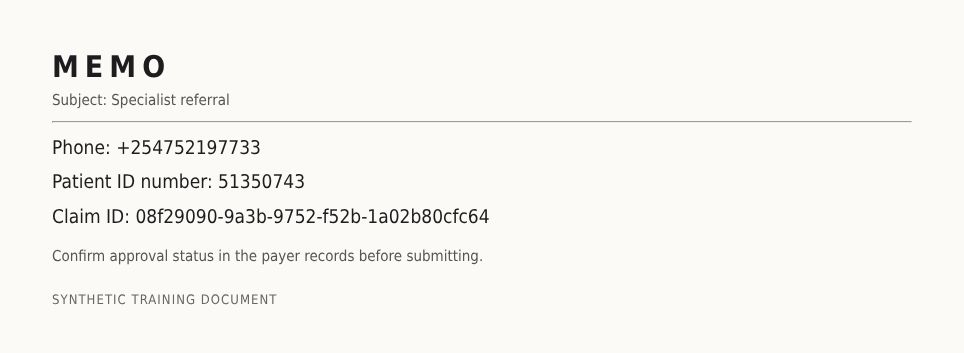 MEMO
Subject: Specialist referral
Phone: +254752197733
Patient ID number: 51350743
Claim ID: 08f29090-9a3b-9752-f52b-1a02b80cfc64
Confirm approval status in the payer records before submitting.
SYNTHETIC TRAINING DOCUMENT